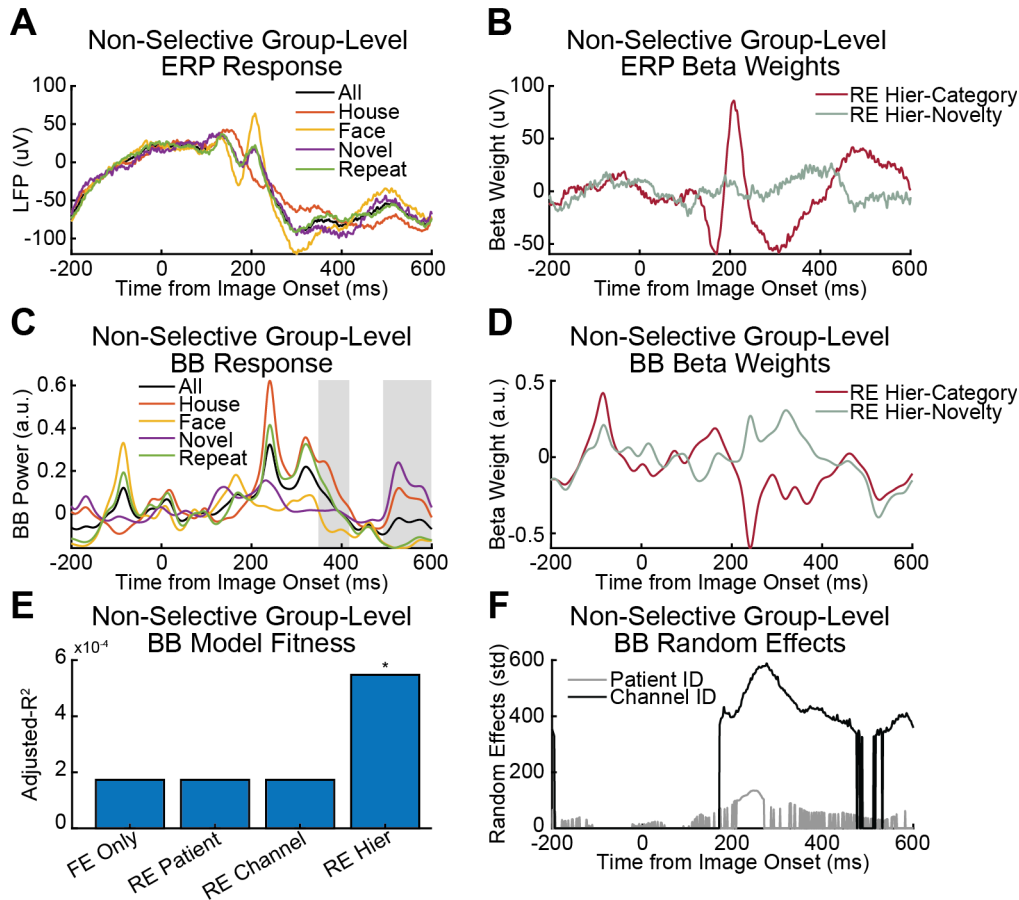 A
Non-Selective Group-Level
ERP Response
100
50
0
-50
-100
LFP (uV)
All
House
Face
Novel
Repeat
-200
0
200
400
600
Time from Image Onset (ms)
B
Non-Selective Group-Level
ERP Beta Weights
100
50
0
-50
Beta Weight (uV)
RE Hier-Category
RE Hier-Novelty
-200
0
200
400
600
Time from Image Onset (ms)
C
Non-Selective Group-Level
BB Response
0.6
0.4
0.2
0
BB Power (a.u.)
All
House
Face
Novel
Repeat
-200
0
200
400
600
Time from Image Onset (ms)
D
Non-Selective Group-Level
BB Beta Weights
0.5
0
-0.5
Beta Weight (a.u.)
RE Hier-Category
RE Hier-Novelty
-200
0
200
400
600
Time from Image Onset (ms)
E
Non-Selective Group-Level
BB Model Fitness
x10⁻⁴
6
4
2
0
Adjusted-R²
*
FE Only
RE Patient
RE Channel
RE Hier
F
Non-Selective Group-Level
BB Random Effects
600
400
200
0
Random Effects (std)
Patient ID
Channel ID
-200
0
200
400
600
Time from Image Onset (ms)